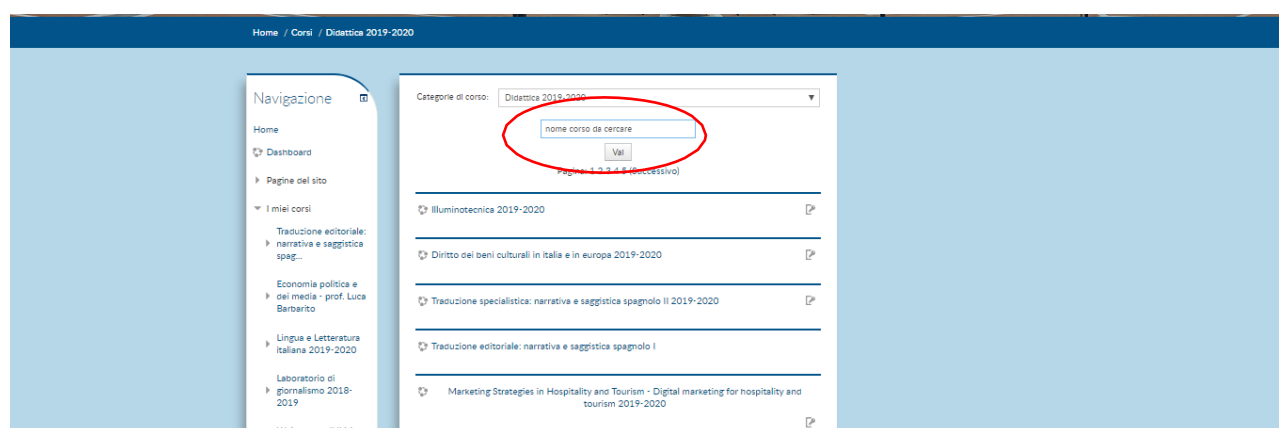 Home / Corsi / Didattica 2019-2020
Navigazione
Home
Dashboard
Pagine del sito
I miei corsi
Traduzione editoriale:
narrativa e saggistica
spag...
Economia politica e
dei media - prof. Luca
Barbarito
Lingua e Letteratura
italiana 2019-2020
Laboratorio di
giornalismo 2018-
2019
Categorie di corso: Didattica 2019-2020
nome corso da cercare
Vai
Pagina: 1 2 3 4 5 (Successivo)
Illuminotecnica 2019-2020
Diritto dei beni culturali in italia e in europa 2019-2020
Traduzione specialistica: narrativa e saggistica spagnolo II 2019-2020
Traduzione editoriale: narrativa e saggistica spagnolo I
Marketing Strategies in Hospitality and Tourism - Digital marketing for hospitality and
tourism 2019-2020